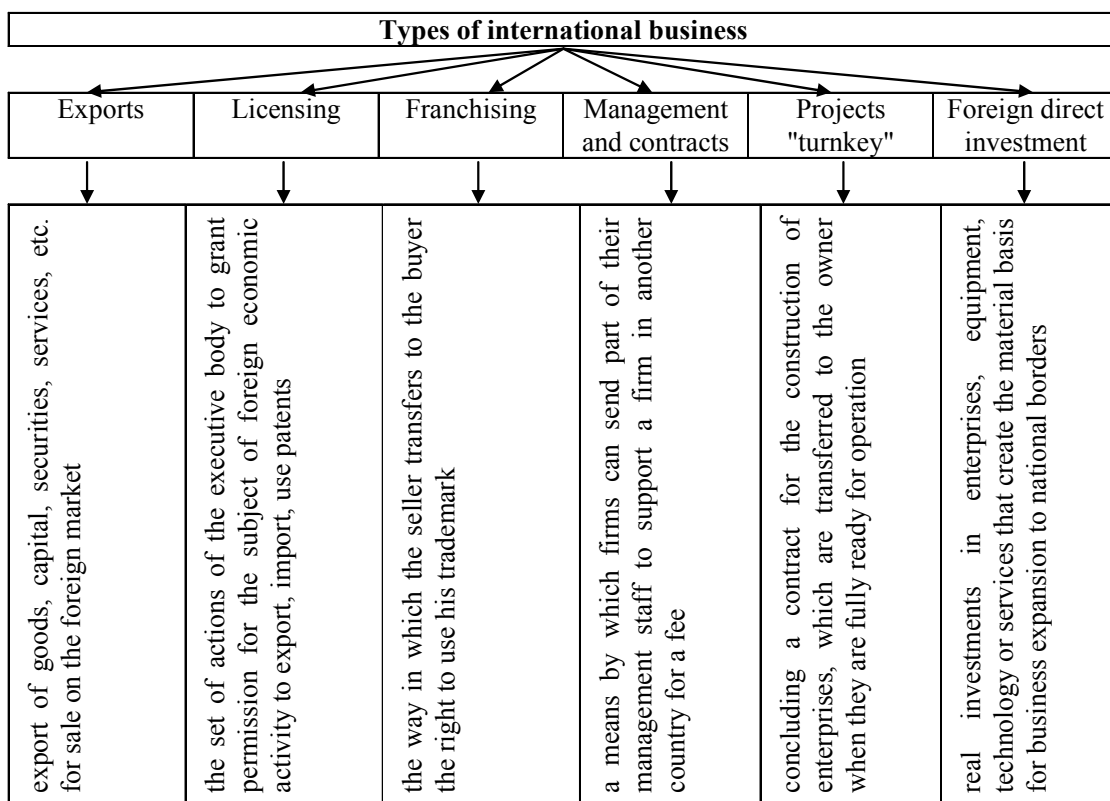 Types of international business
Exports
Licensing
Franchising
Management
and contracts
Projects
"turnkey"
Foreign direct
investment
export of goods, capital, securities, services, etc.
for sale on the foreign market
the set of actions of the executive body to grant
permission for the subject of foreign economic
activity to export, import, use patents
the way in which the seller transfers to the buyer
the right to use his trademark
a means by which firms can send part of their
management staff to support a firm in another
country for a fee
concluding a contract for the construction of
enterprises, which are transferred to the owner
when they are fully ready for operation
real investments in enterprises, equipment,
technology or services that create the material basis
for business expansion to national borders